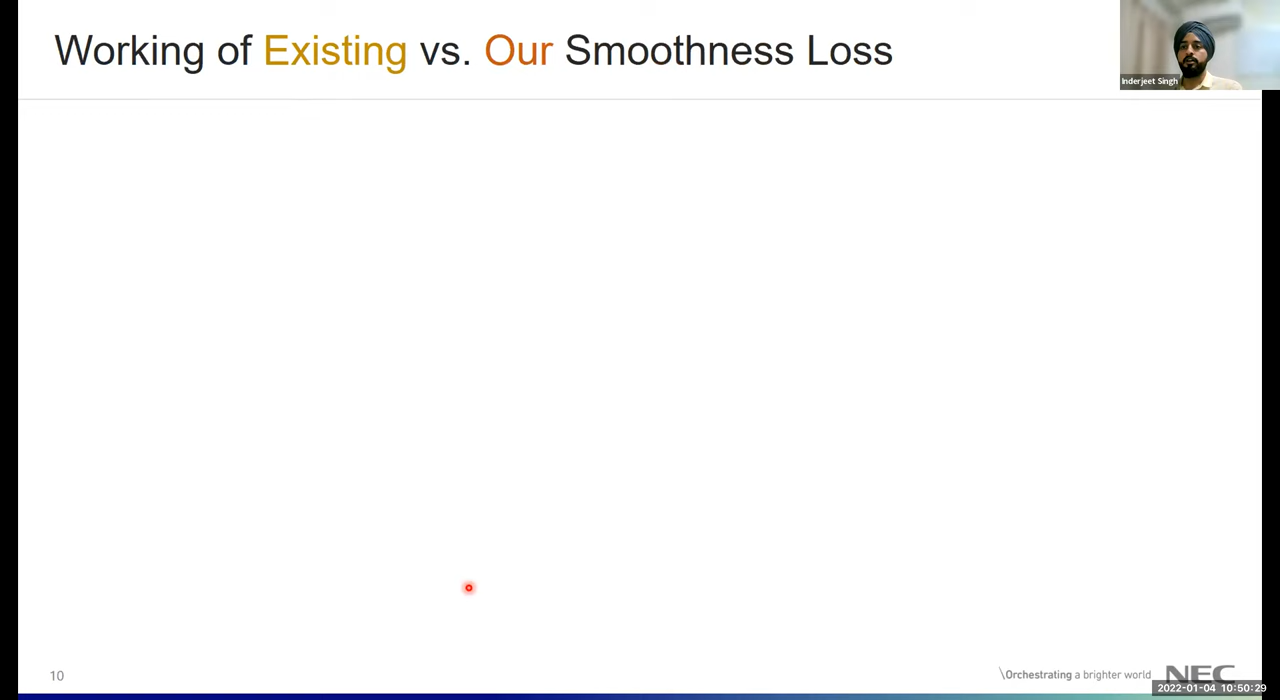 Working of Existing vs. Our Smoothness Loss
Inderjeet Singh
10
\Orchestrating a brighter world
NEC
2022-01-04 10:50:29